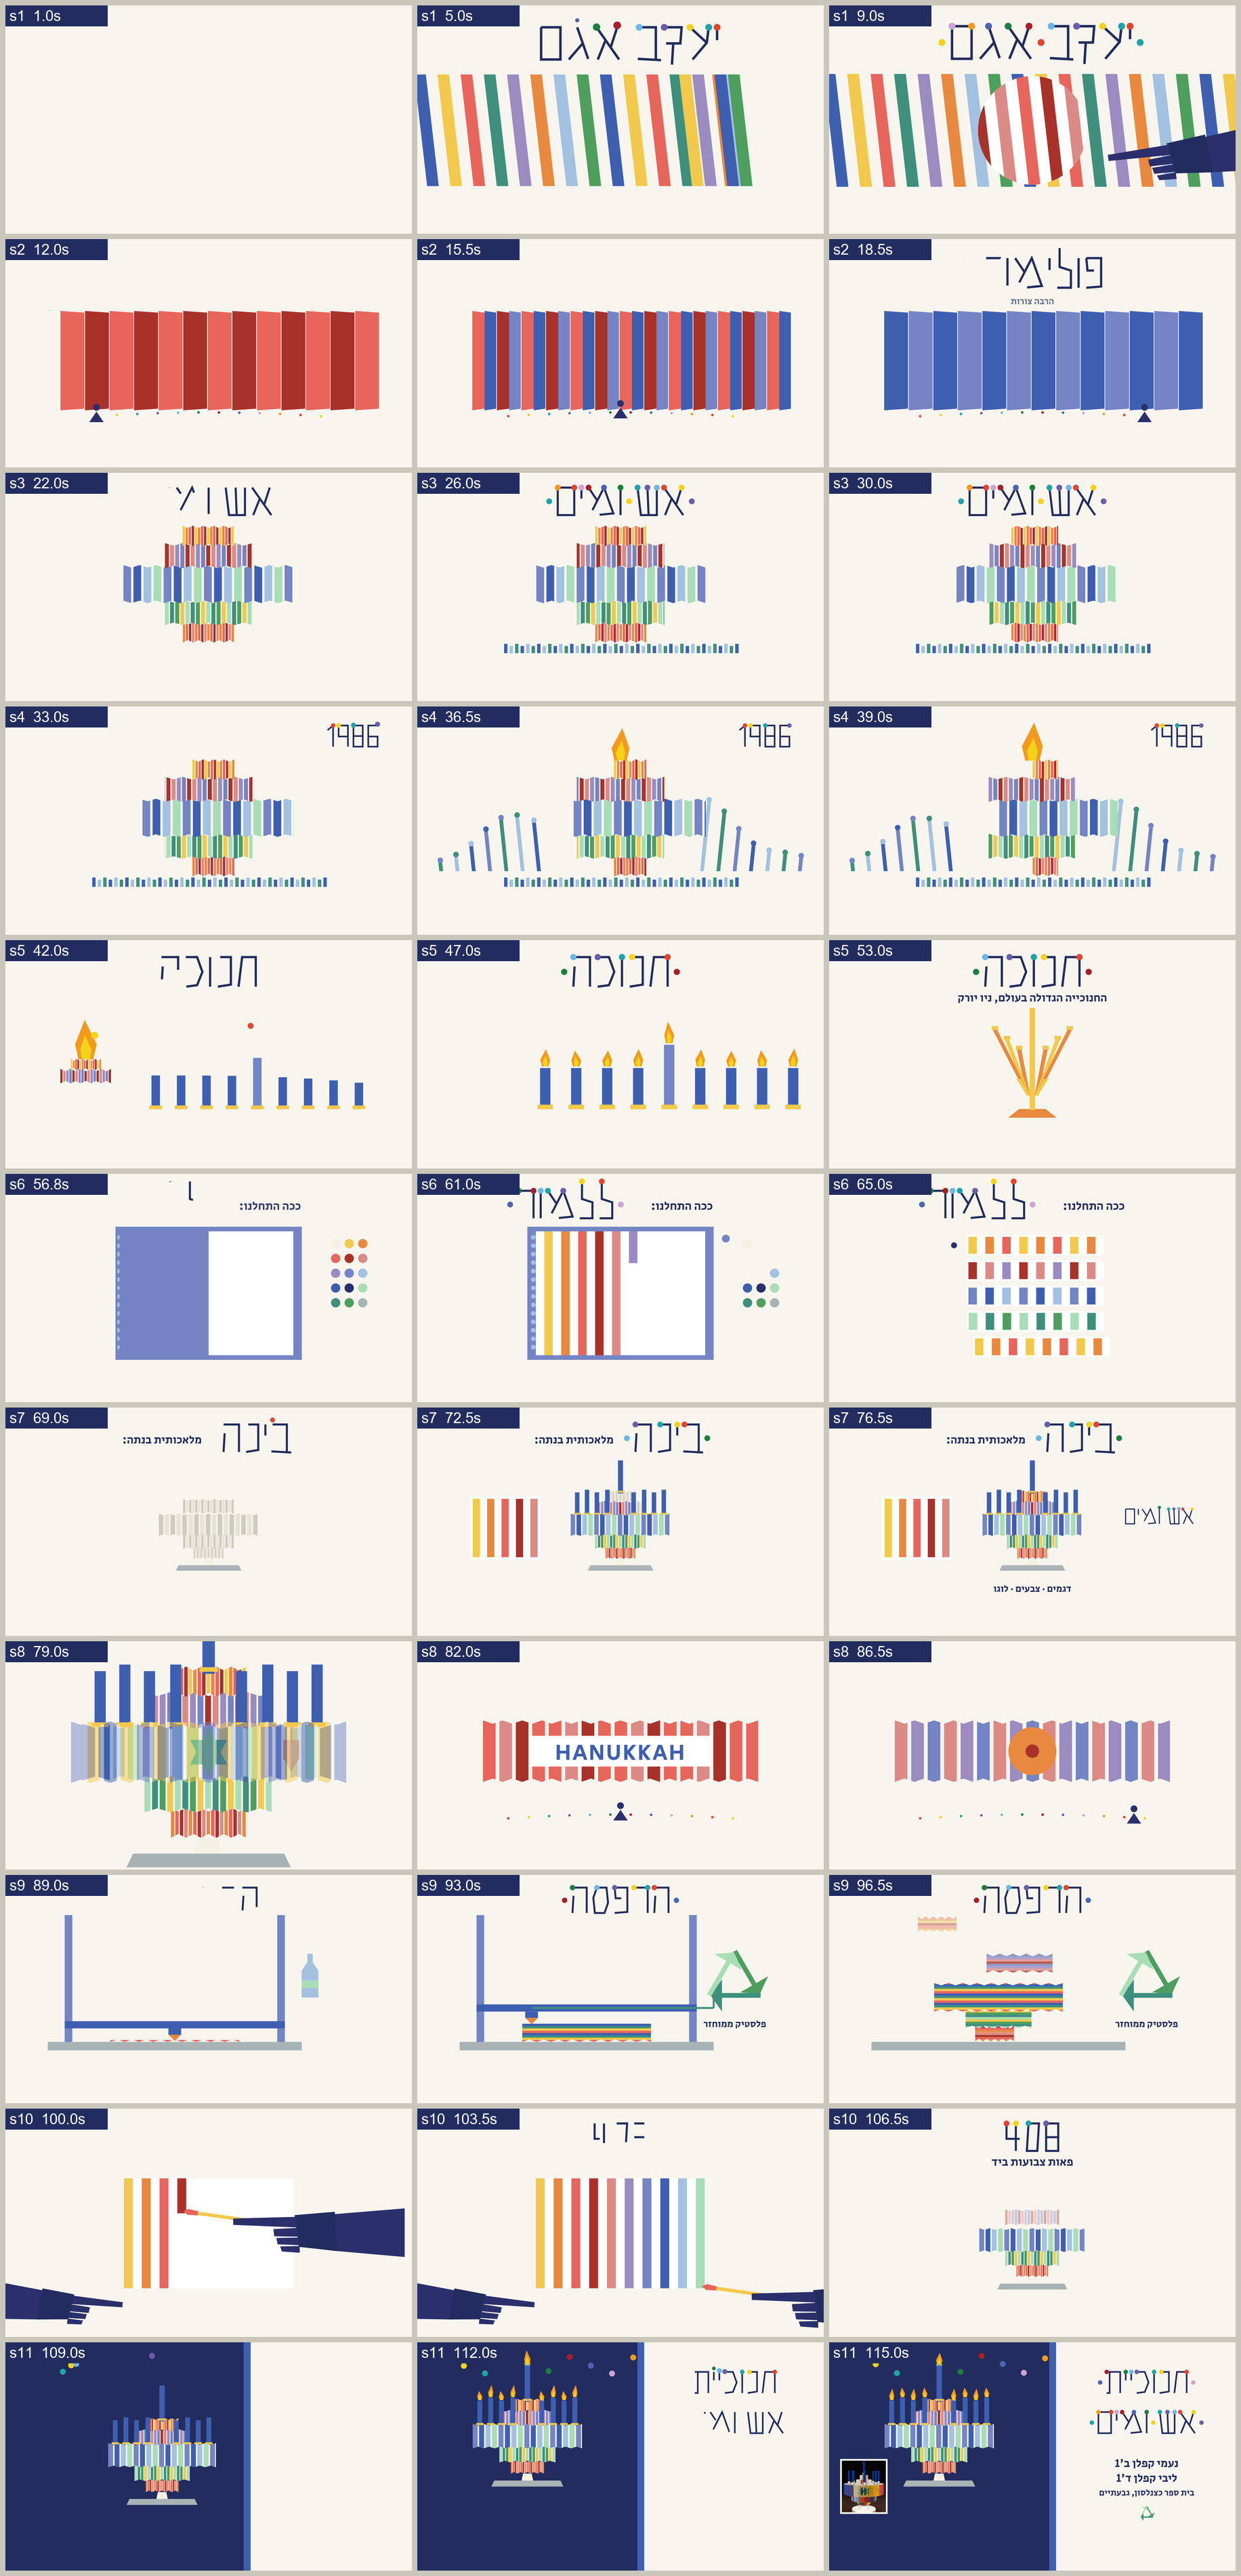 s1 1.0s
s1 5.0s
יעקב אגם
s1 9.0s
יעקב אגם
s2 12.0s
s2 15.5s
s2 18.5s
פולימו
הרבה צורות
s3 22.0s
אש ומ
s3 26.0s
אש ומים
s3 30.0s
אש ומים
s4 33.0s
1986
s4 36.5s
1986
s4 39.0s
1986
s5 42.0s
חנוכה
s5 47.0s
חנוכה
s5 53.0s
חנוכה
החנוכייה הגדולה בעולם, ניו יורק
s6 56.8s
ככה התחלנו:
s6 61.0s
ככה התחלנו:
ללמוד
s6 65.0s
ככה התחלנו:
ללמוד
s7 69.0s
בינה
מלאכותית בנתה:
s7 72.5s
בינה
מלאכותית בנתה:
s7 76.5s
בינה
מלאכותית בנתה:
אש ומים
דגמים · צבעים · לוגו
s8 79.0s
s8 82.0s
HANUKKAH
s8 86.5s
s9 89.0s
ה
s9 93.0s
הדפסה
פלסטיק ממוחזר
s9 96.5s
הדפסה
פלסטיק ממוחזר
s10 100.0s
s10 103.5s
s10 106.5s
408
פאות צבועות ביד
s11 109.0s
s11 112.0s
חנוכיית
אש ומ
s11 115.0s
חנוכיית
אש ומים
נעמי קפלן ב'1
ליבי קפלן ד'1
בית ספר כצנלסון, גבעתיים